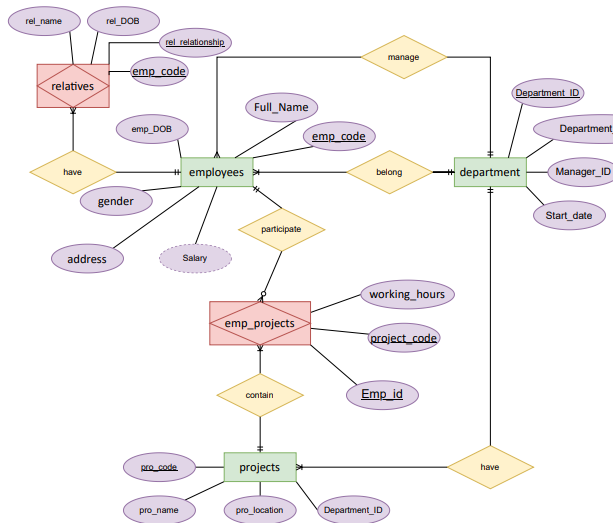 rel_name
rel_DOB
rel_relationship
manage
relatives
emp_code
Department_ID
Full_Name
emp_DOB
emp_code
Department_
have
employees
belong
department
Manager_ID
gender
Start_date
participate
address
Salary
working_hours
emp_projects
project_code
contain
Emp_id
pro_code
projects
have
pro_name
pro_location
Department_ID